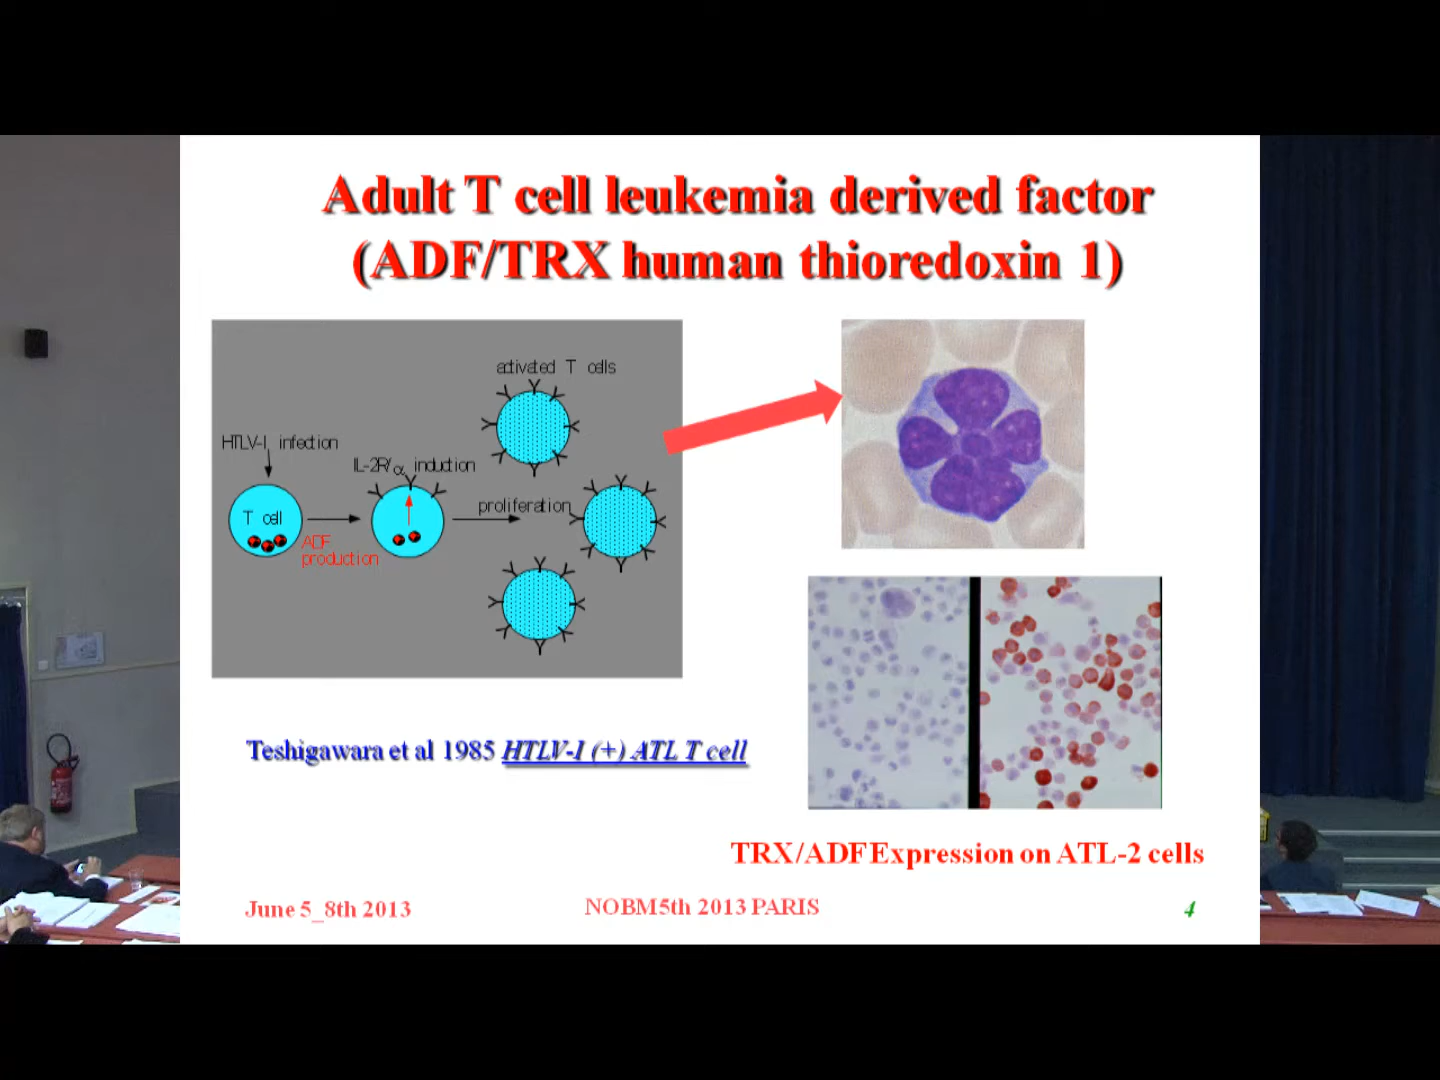 Adult T cell leukemia derived factor
(ADF/TRX human thioredoxin 1)
activated T cells
HTLV-I infection
IL-2R/α induction
T cell
proliferation
ADF
production
Teshigawara et al 1985 HTLV-I (+) ATL T cell
TRX/ADF Expression on ATL-2 cells
June 5_8th 2013
NOBM5th 2013 PARIS
4